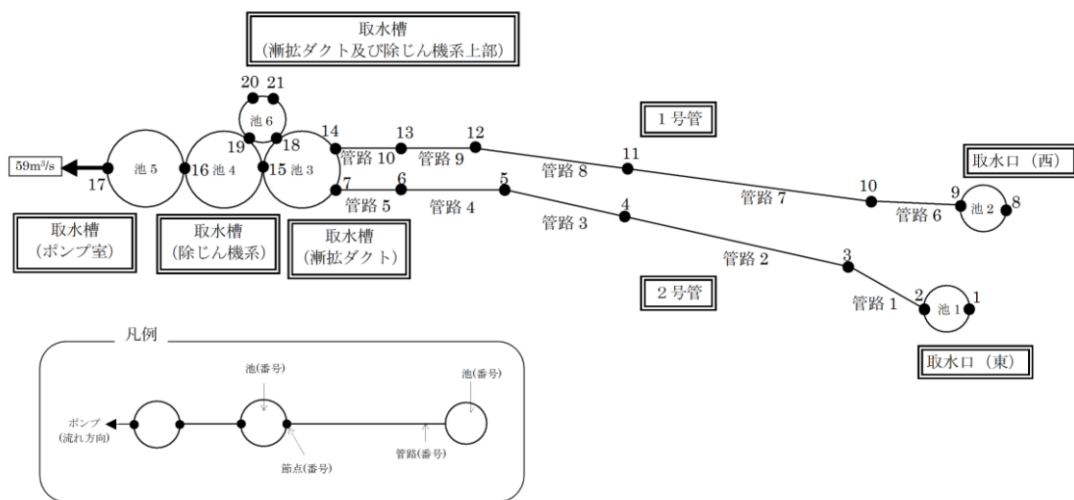 取水槽
(漸拡ダクト及び除じん機系上部)
20 21
池 6
19
18
14
13
12
11
1 号管
取水口（西）
管路 10
管路 9
管路 8
管路 7
10
管路 6
9
池 2
8
59m³/s
17
池 5
16
池 4
15
池 3
7
管路 5
6
管路 4
5
管路 3
4
管路 2
3
管路 1
2
池 1
1
2 号管
取水口（東）
取水槽
(ポンプ室)
取水槽
(除じん機系)
取水槽
(漸拡ダクト)
凡例
池(番号)
池(番号)
ポンプ
(流れ方向)
節点(番号)
管路(番号)